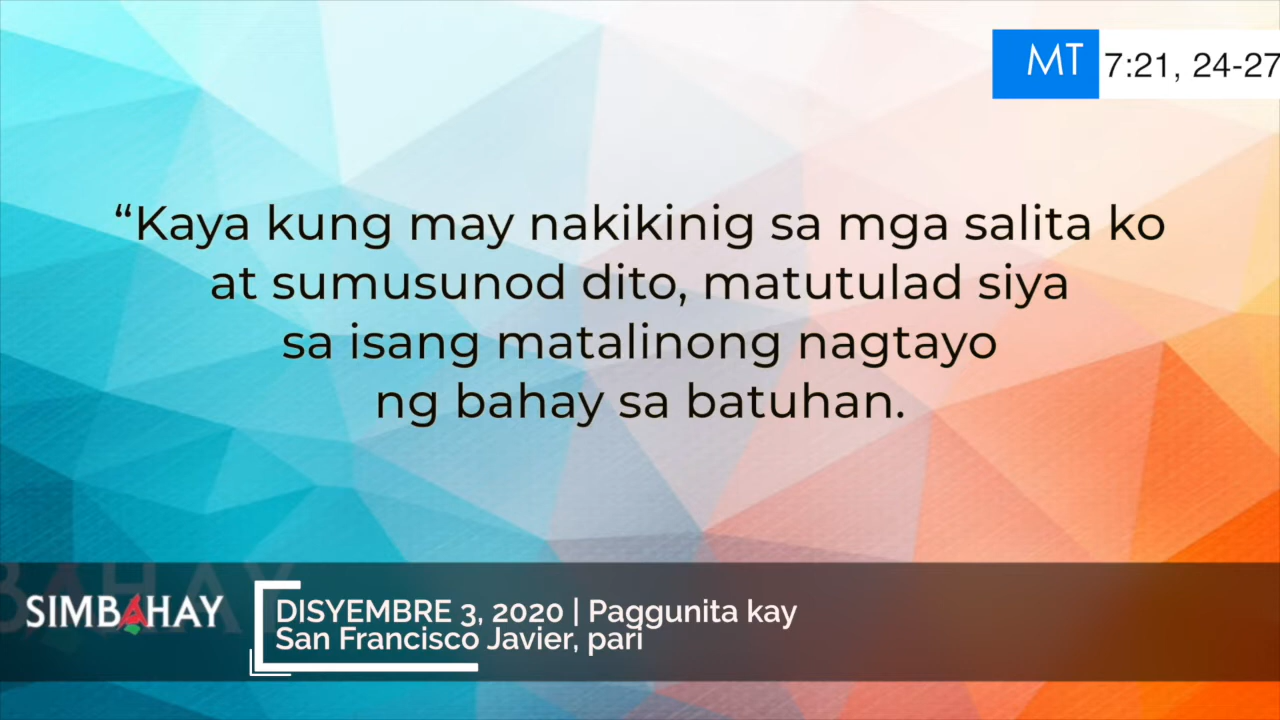 MT 7:21, 24-27
“Kaya kung may nakikinig sa mga salita ko
at sumusunod dito, matutulad siya
sa isang matalinong nagtayo
ng bahay sa batuhan.
SIMBAHAY
DISYEMBRE 3, 2020 | Paggunita kay
San Francisco Javier, pari